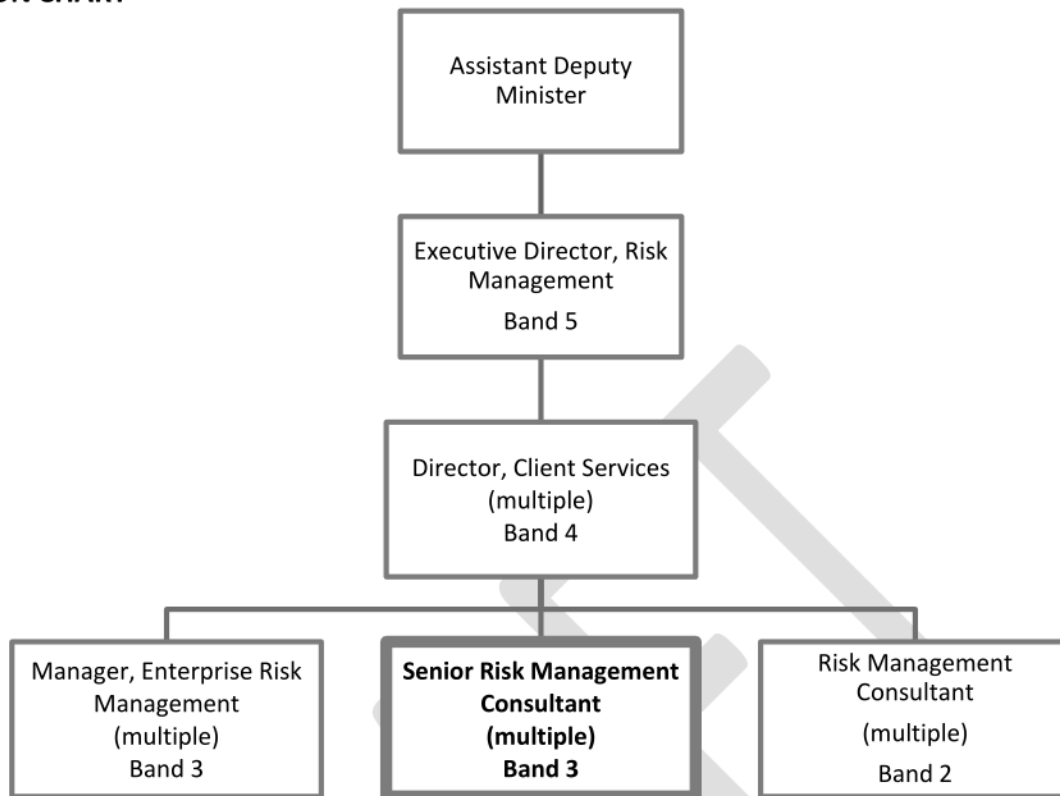 Assistant Deputy
Minister
Executive Director, Risk
Management
Band 5
Director, Client Services
(multiple)
Band 4
Manager, Enterprise Risk
Management
(multiple)
Band 3
Senior Risk Management
Consultant
(multiple)
Band 3
Risk Management
Consultant
(multiple)
Band 2